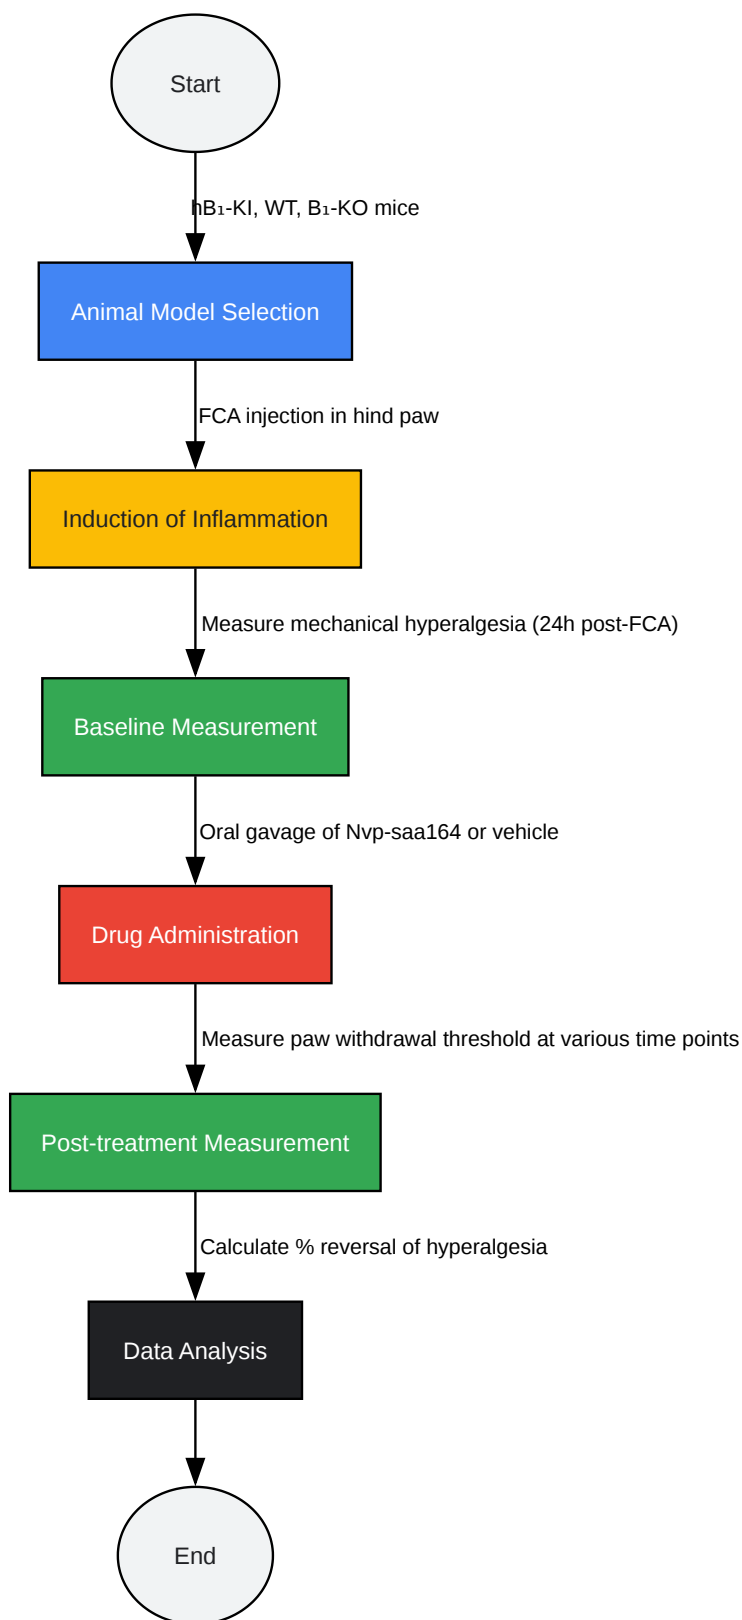 Start
hB₁-KI, WT, B₁-KO mice
Animal Model Selection
FCA injection in hind paw
Induction of Inflammation
Measure mechanical hyperalgesia (24h post-FCA)
Baseline Measurement
Oral gavage of Nvp-saa164 or vehicle
Drug Administration
Measure paw withdrawal threshold at various time points
Post-treatment Measurement
Calculate % reversal of hyperalgesia
Data Analysis
End